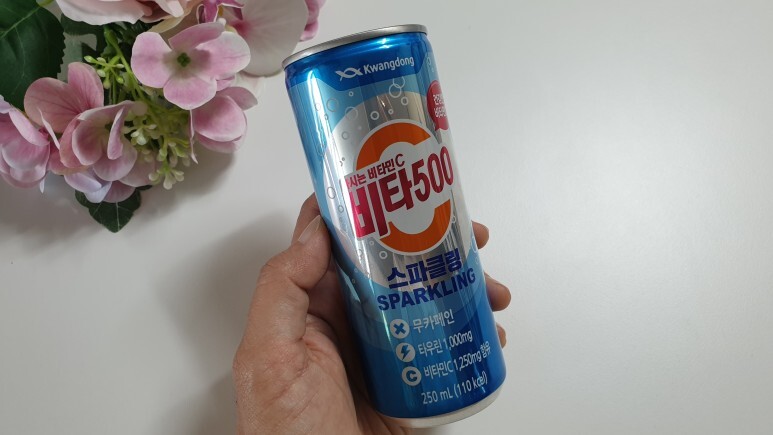 Kwangdong
마시는 비타민C
비타500
스파클링
SPARKLING
무카페인
타우린 1,000mg
C 비타민C 1,250mg 함유
250 mL (110 kcal)